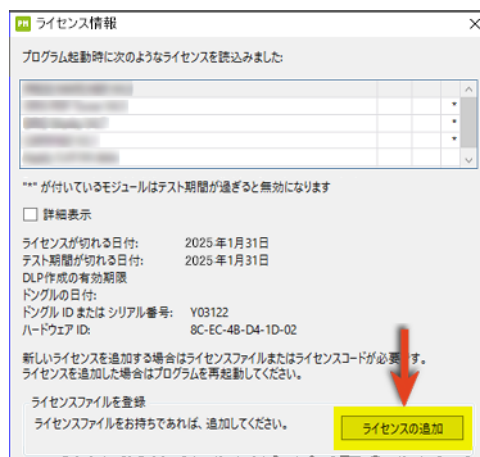 PM ライセンス情報
プログラム起動時に次のようなライセンスを読込みました:
*
*
*
"*" が付いているモジュールはテスト期間が過ぎると無効になります
詳細表示
ライセンスが切れる日付: 2025年1月31日
テスト期間が切れる日付: 2025年1月31日
DLP作成の有効期限
ドングルの日付:
ドングル IDまたはシリアル番号: Y03122
ハードウェア ID: 8C-EC-4B-D4-1D-02
新しいライセンスを追加する場合はライセンスファイルまたはライセンスコードが必要です。
ライセンスを追加した場合はプログラムを再起動してください。
ライセンスファイルを登録
ライセンスファイルをお持ちであれば、追加してください。 ライセンスの追加